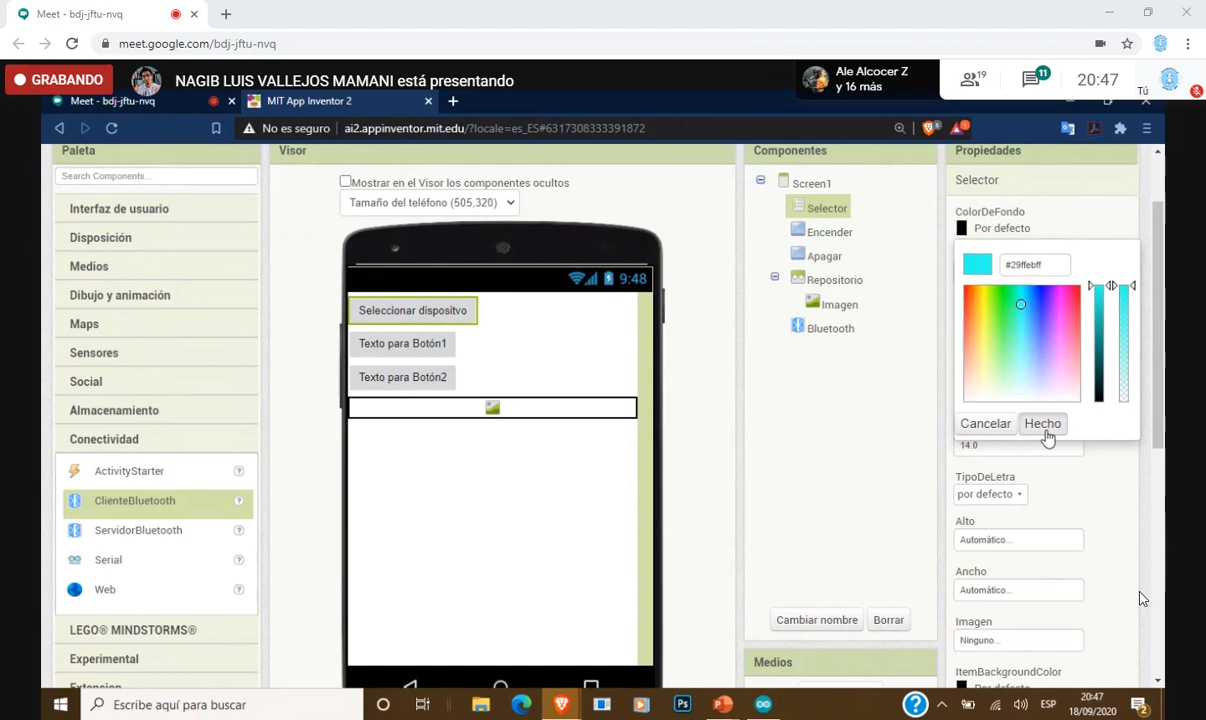 Meet - bdj-jftu-nvq
meet.google.com/bdj-jftu-nvq
GRABANDO
NAGIB LUIS VALLEJOS MAMANI está presentando
Ale Alcocer Z
y 16 más
19
11
20:47
Tú
Meet - bdj-jftu-nvq
MIT App Inventor 2
No es seguro
ai2.appinventor.mit.edu/?locale=es_ES#6317308333391872
Paleta
Visor
Componentes
Propiedades
Search Components...
Interfaz de usuario
Disposición
Medios
Dibujo y animación
Maps
Sensores
Social
Almacenamiento
Conectividad
ActivityStarter
ClienteBluetooth
ServidorBluetooth
Serial
Web
LEGO® MINDSTORMS®
Experimental
Mostrar en el Visor los componentes ocultos
Tamaño del teléfono (505,320)
9:48
Seleccionar dispositvo
Texto para Botón1
Texto para Botón2
Screen1
Selector
Encender
Apagar
Repositorio
Imagen
Bluetooth
Cambiar nombre
Borrar
Medios
Selector
ColorDeFondo
Por defecto
#29ffebff
Cancelar
Hecho
14.0
TipoDeLetra
por defecto
Alto
Automático...
Ancho
Automático...
Imagen
Ninguno...
ItemBackgroundColor
Por defecto
Escribe aquí para buscar
ESP
20:47
18/09/2020
2